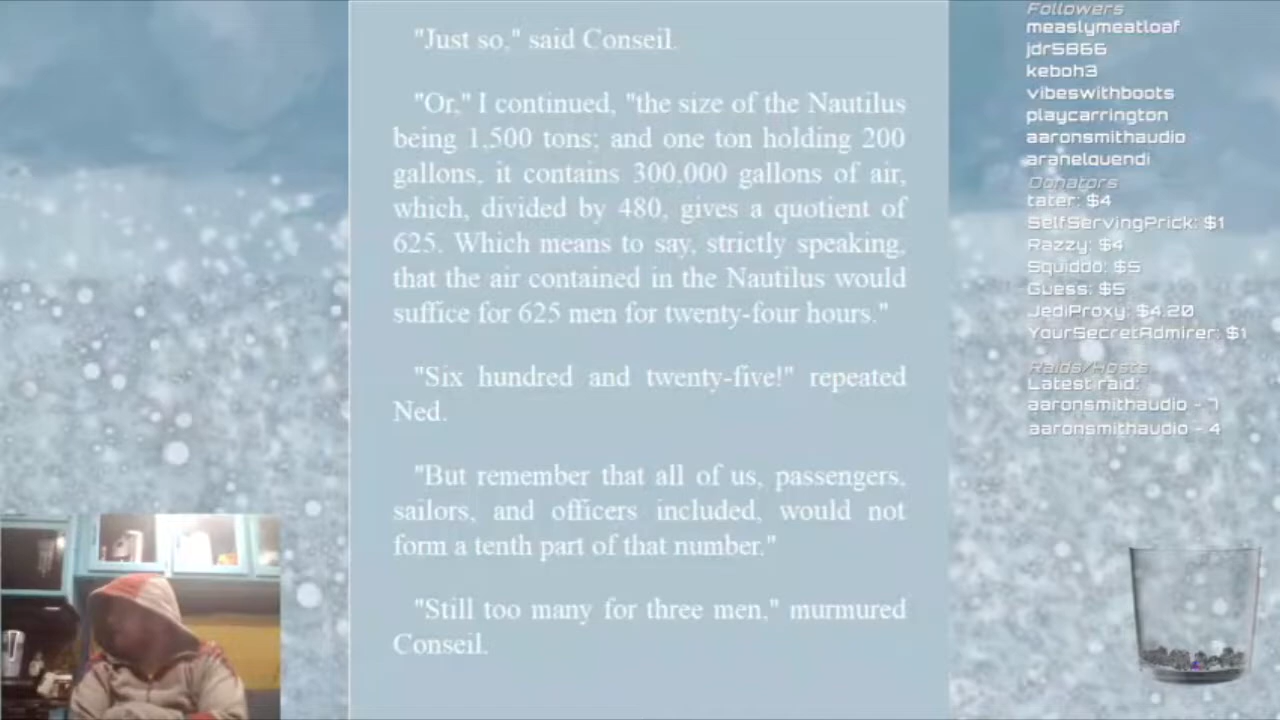 "Just so," said Conseil.
"Or," I continued, "the size of the Nautilus
being 1,500 tons; and one ton holding 200
gallons, it contains 300,000 gallons of air,
which, divided by 480, gives a quotient of
625. Which means to say, strictly speaking,
that the air contained in the Nautilus would
suffice for 625 men for twenty-four hours."
"Six hundred and twenty-five!" repeated
Ned.
"But remember that all of us, passengers,
sailors, and officers included, would not
form a tenth part of that number."
"Still too many for three men," murmured
Conseil.
Followers
measlymeatloaf
jdr5866
keboh3
vibeswithboots
playcarrington
aaronsmithaudio
aranelquendi
Donators
tater: $4
SelfServingPrick: $1
Razzy: $4
Squiddo: $5
Guess: $5
JediProxy: $4.20
YourSecretAdmirer: $1
Raids/Hosts
Latest raid:
aaronsmithaudio - 7
aaronsmithaudio - 4